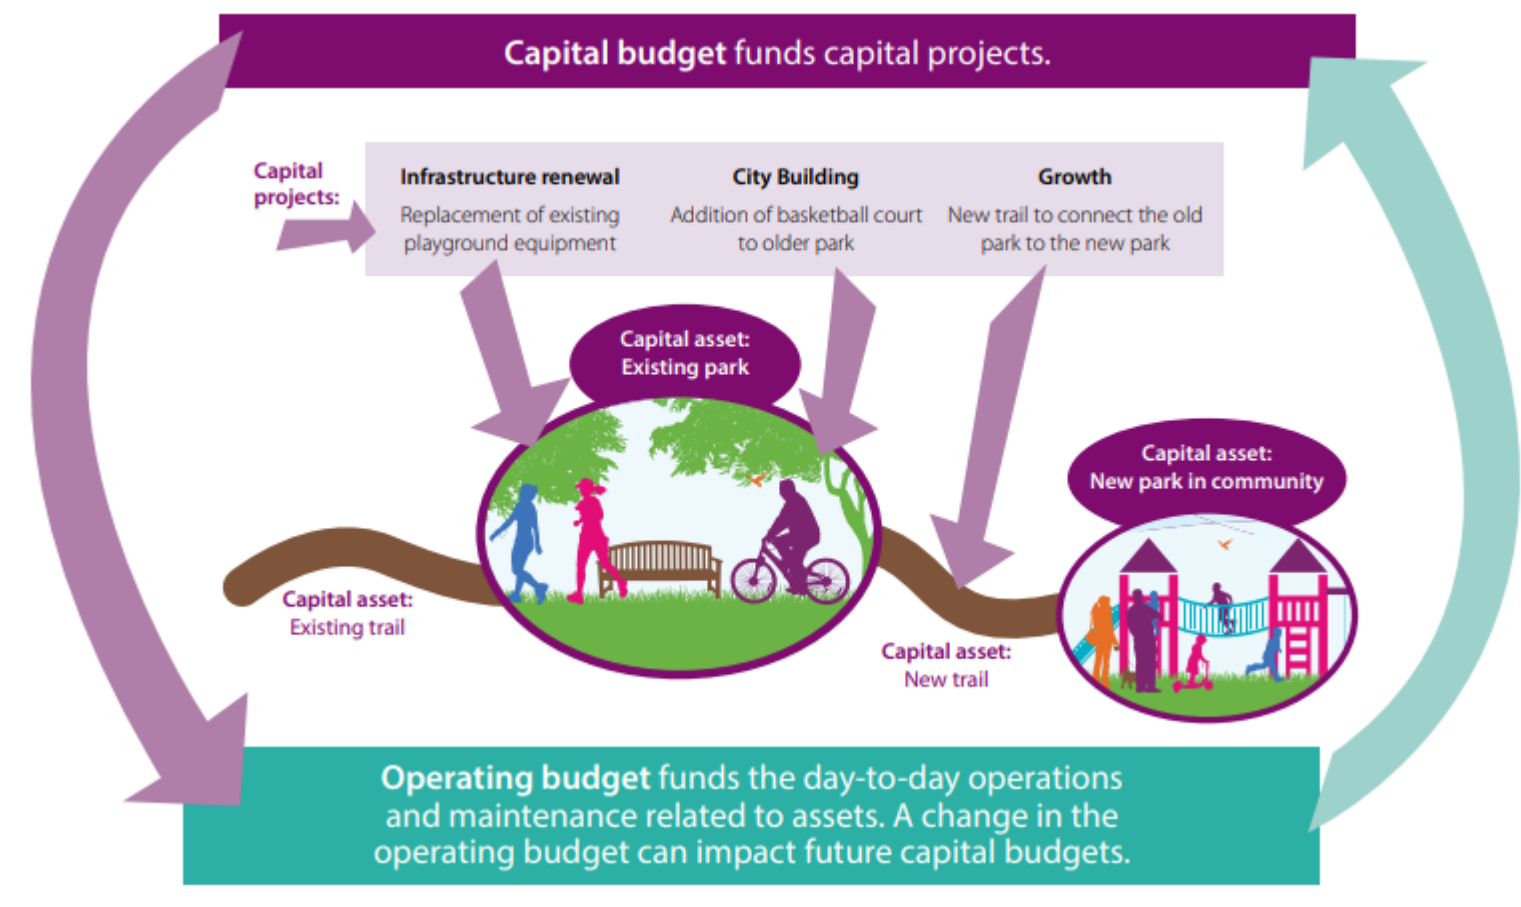 Capital budget funds capital projects.
Capital
projects:
Infrastructure renewal
Replacement of existing
playground equipment
City Building
Addition of basketball court
to older park
Growth
New trail to connect the old
park to the new park
Capital asset:
Existing park
Capital asset:
New park in community
Capital asset:
Existing trail
Capital asset:
New trail
Operating budget funds the day-to-day operations
and maintenance related to assets. A change in the
operating budget can impact future capital budgets.